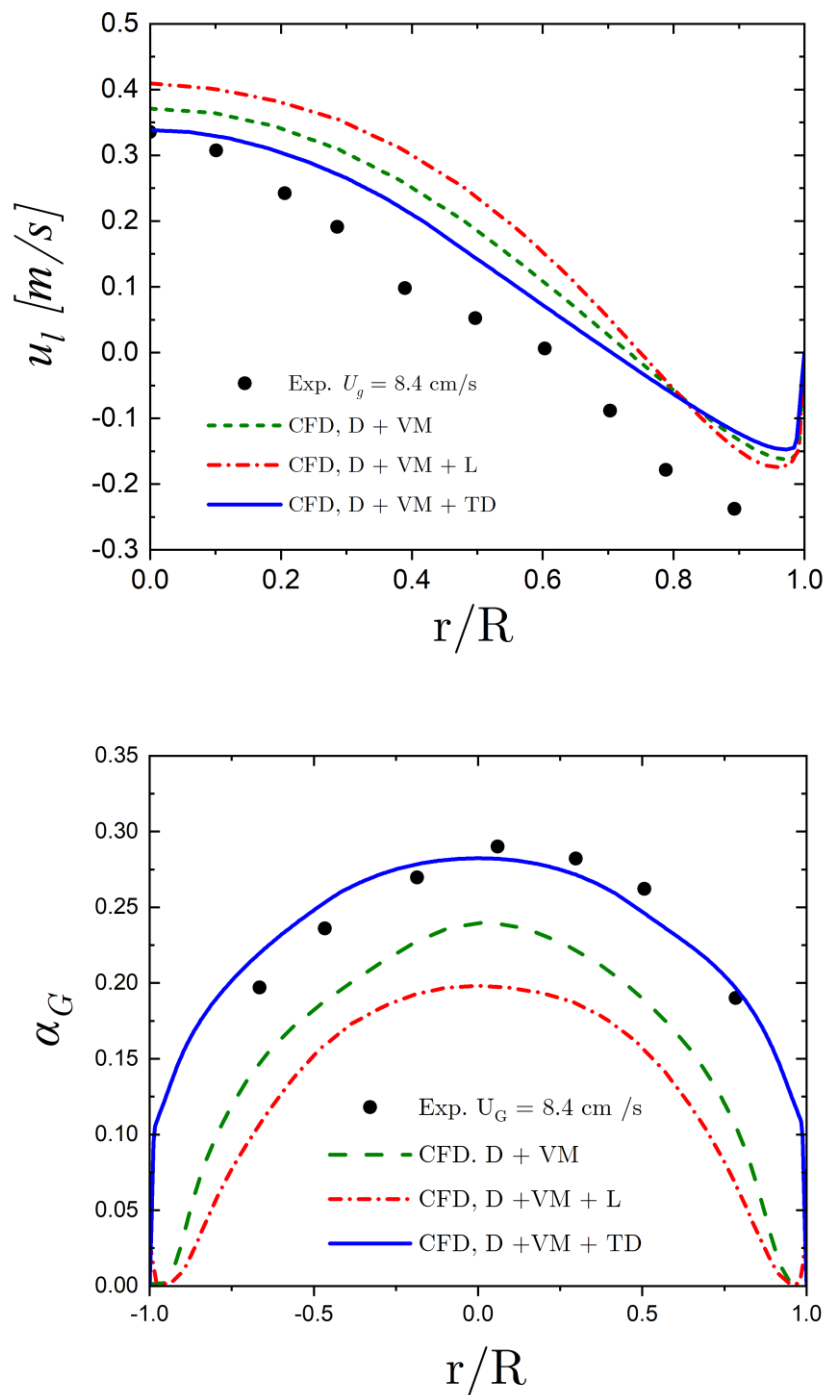 0.5
0.4
0.3
0.2
0.1
0.0
-0.1
-0.2
-0.3
u_l [m/s]
Exp. U_g = 8.4 cm/s
CFD, D + VM
CFD, D + VM + L
CFD, D + VM + TD
0.0 0.2 0.4 0.6 0.8 1.0
r/R
0.35
0.30
0.25
0.20
0.15
0.10
0.05
0.00
α_G
Exp. U_G = 8.4 cm /s
CFD. D + VM
CFD, D +VM + L
CFD, D +VM + TD
-1.0 -0.5 0.0 0.5 1.0
r/R